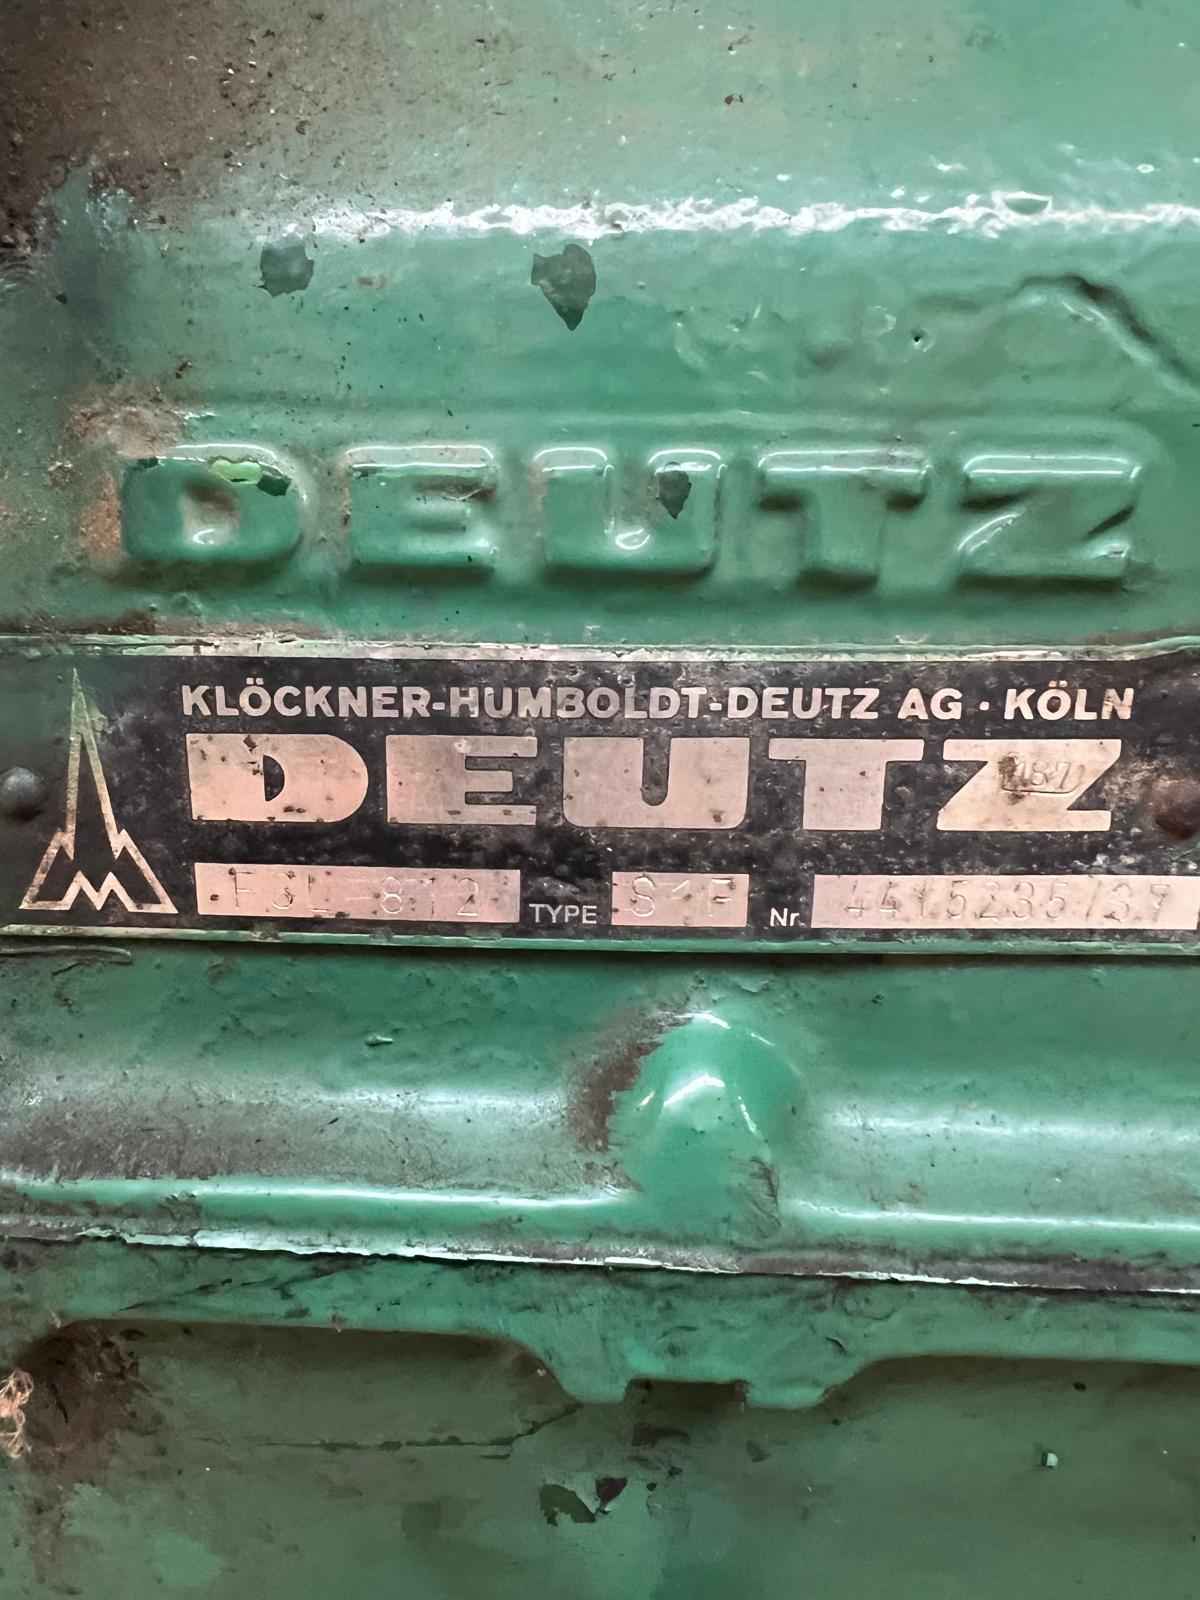 DEUTZ
KLÖCKNER-HUMBOLDT-DEUTZ AG · KÖLN
DEUTZ
F3L-812 TYPE S1F Nr. 4415235/37
M